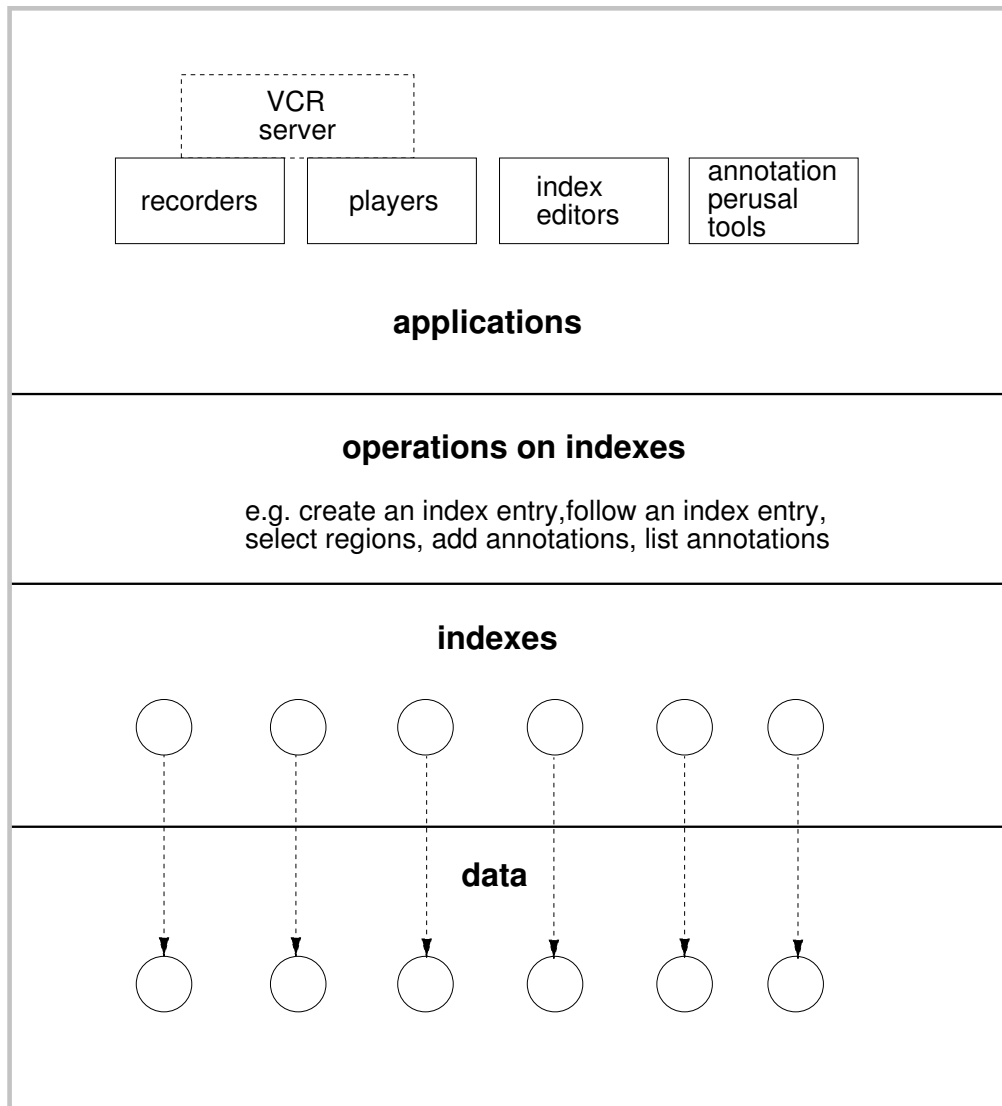 VCR
server
recorders
players
index
editors
annotation
perusal
tools
applications
operations on indexes
e.g. create an index entry,follow an index entry,
select regions, add annotations, list annotations
indexes
data